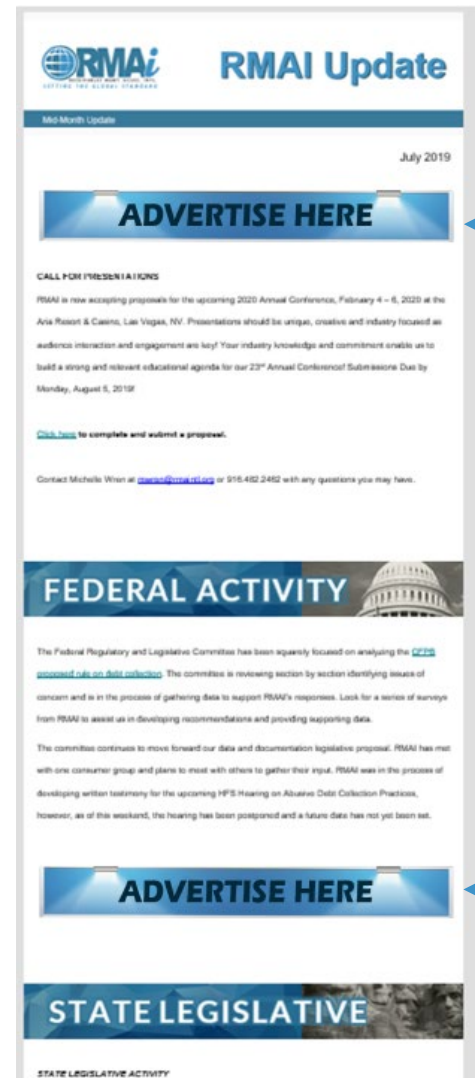 RMAi
SETTING THE GLOBAL STANDARD
RMAI Update
Mid-Month Update
July 2019
ADVERTISE HERE
CALL FOR PRESENTATIONS
RMAI is now accepting proposals for the upcoming 2020 Annual Conference, February 4 – 6, 2020 at the
Aria Resort & Casino, Las Vegas, NV. Presentations should be unique, creative and industry focused as
audience interaction and engagement are key! Your industry knowledge and commitment enable us to
build a strong and relevant educational agenda for our 23rd Annual Conference! Submissions Due by
Monday, August 5, 2019!
Click here to complete and submit a proposal.
Contact Michelle Wren at or 916.482.2462 with any questions you may have.
FEDERAL ACTIVITY
The Federal Regulatory and Legislative Committee has been squarely focused on analyzing the CFPB
proposed rule on debt collection. The committee is reviewing section by section identifying issues of
concern and is in the process of gathering data to support RMAI's responses. Look for a series of surveys
from RMAI to assist us in developing recommendations and providing supporting data.
The committee continues to move forward our data and documentation legislative proposal. RMAI has met
with one consumer group and plans to meet with others to gather their input. RMAI was in the process of
developing written testimony for the upcoming HFS Hearing on Abusive Debt Collection Practices,
however, as of this weekend, the hearing has been postponed and a future date has not yet been set.
ADVERTISE HERE
STATE LEGISLATIVE
STATE LEGISLATIVE ACTIVITY